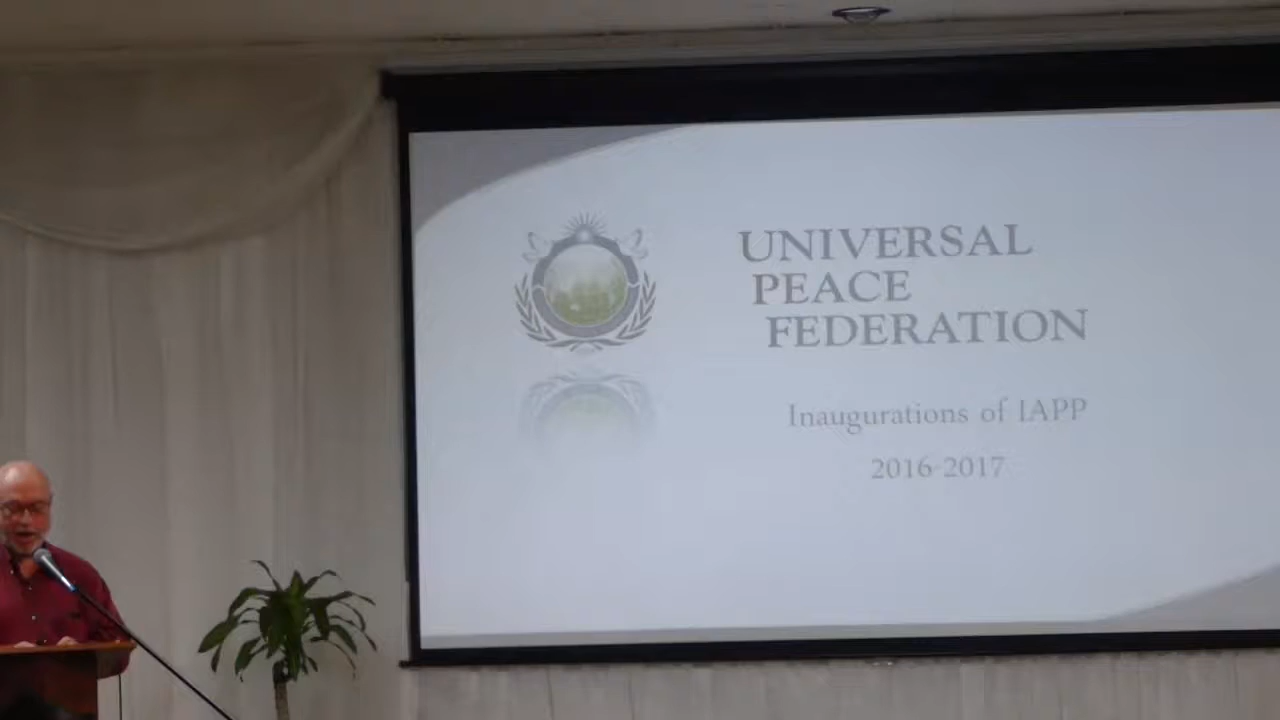 UNIVERSAL
PEACE
FEDERATION
Inaugurations of IAPP
2016-2017